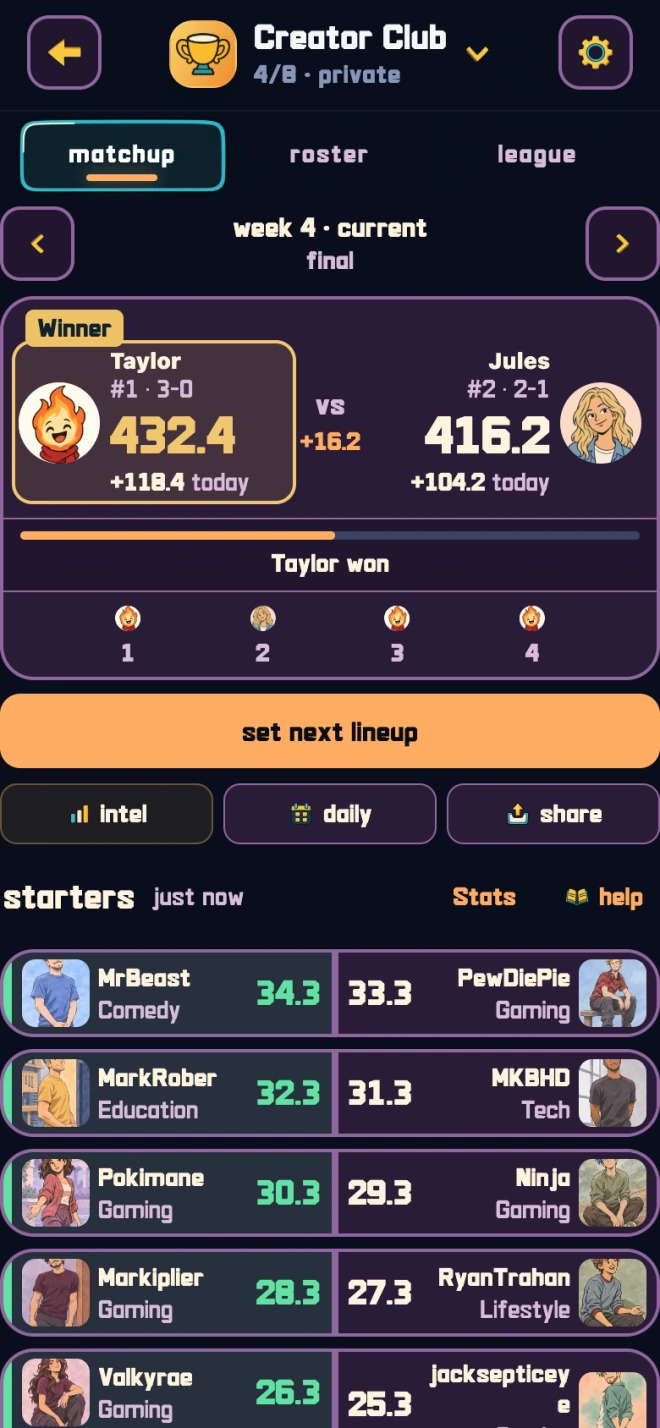 Creator Club
4/8 · private
matchup
roster
league
week 4 · current
final
Winner
Taylor
#1 · 3-0
432.4
+118.4 today
vs
+16.2
Jules
#2 · 2-1
416.2
+104.2 today
Taylor won
1
2
3
4
set next lineup
intel
daily
share
starters
just now
Stats
help
MrBeast
Comedy
34.3
33.3
PewDiePie
Gaming
MarkRober
Education
32.3
31.3
MKBHD
Tech
Pokimane
Gaming
30.3
29.3
Ninja
Gaming
Markiplier
Gaming
28.3
27.3
RyanTrahan
Lifestyle
Valkyrae
Gaming
26.3
25.3
jacksepticey
e